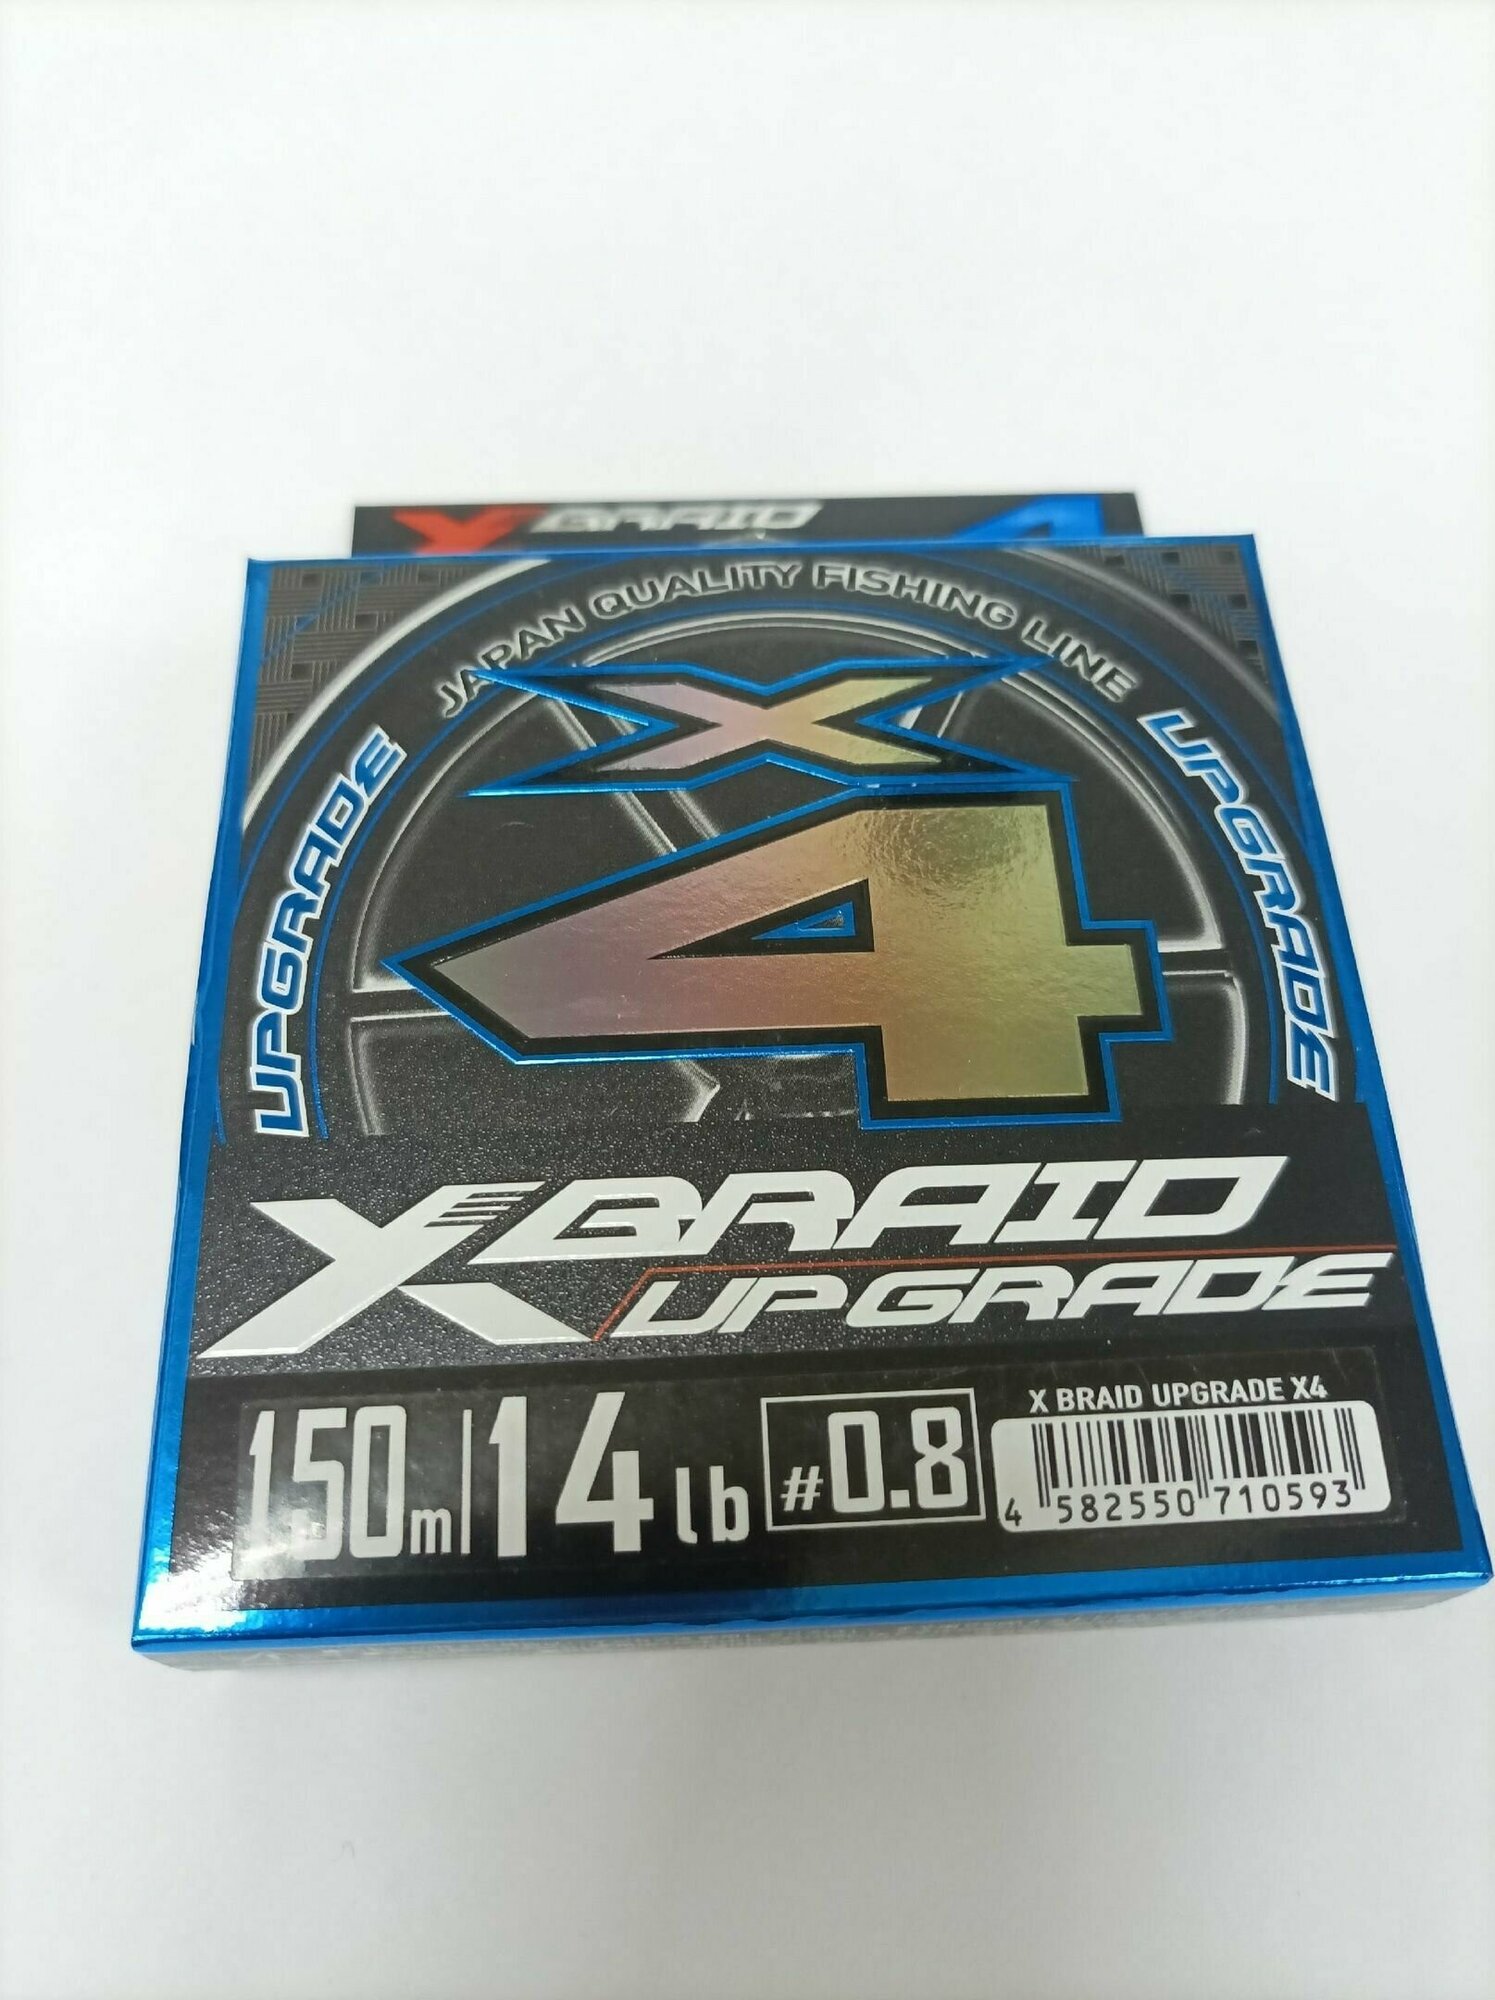 X BRAID
4
JAPAN QUALITY FISHING LINE
UPGRADE
UPGRADE
X
4
X BRAID
UPGRADE
150m 14lb #0.8
X BRAID UPGRADE X4
4 582550 710593